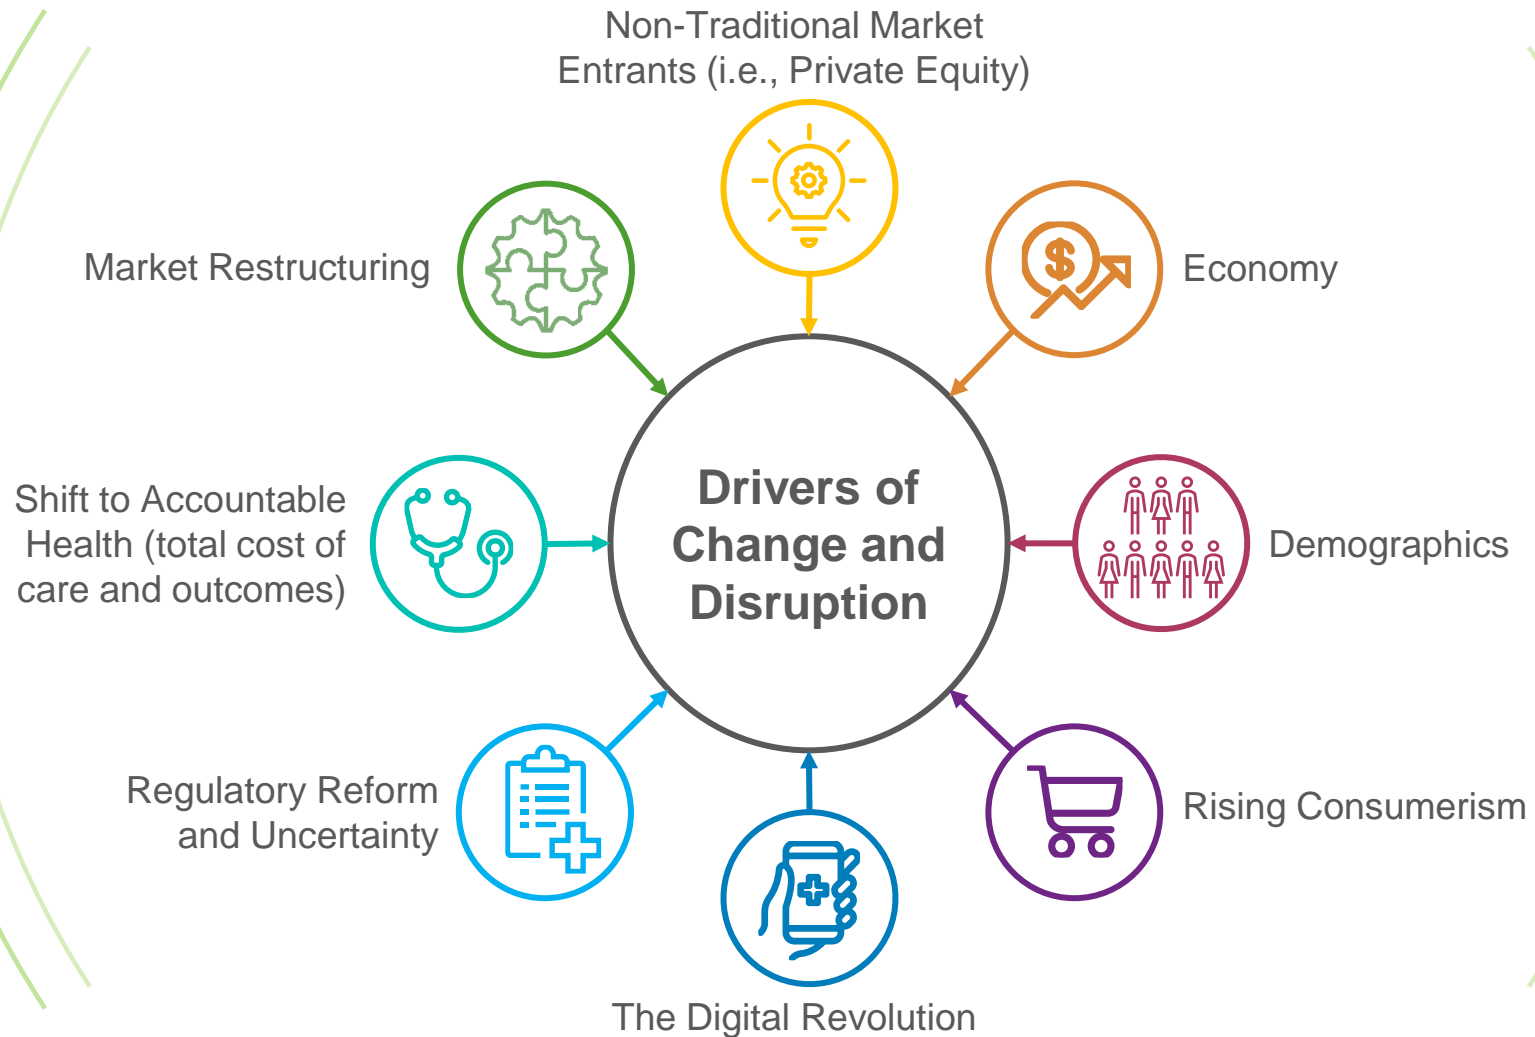 Non-Traditional Market
Entrants (i.e., Private Equity)
Market Restructuring
$
Economy
Shift to Accountable
Health (total cost of
care and outcomes)
Drivers of
Change and
Disruption
Demographics
Regulatory Reform
and Uncertainty
Rising Consumerism
The Digital Revolution